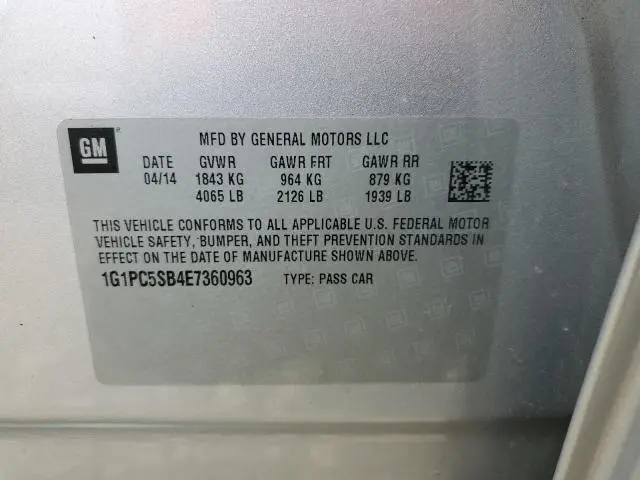 GM
MFD BY GENERAL MOTORS LLC
DATE GVWR GAWR FRT GAWR RR
04/14 1843 KG 964 KG 879 KG
4065 LB 2126 LB 1939 LB
THIS VEHICLE CONFORMS TO ALL APPLICABLE U.S. FEDERAL MOTOR
VEHICLE SAFETY, BUMPER, AND THEFT PREVENTION STANDARDS IN
EFFECT ON THE DATE OF MANUFACTURE SHOWN ABOVE.
1G1PC5SB4E7360963 TYPE: PASS CAR